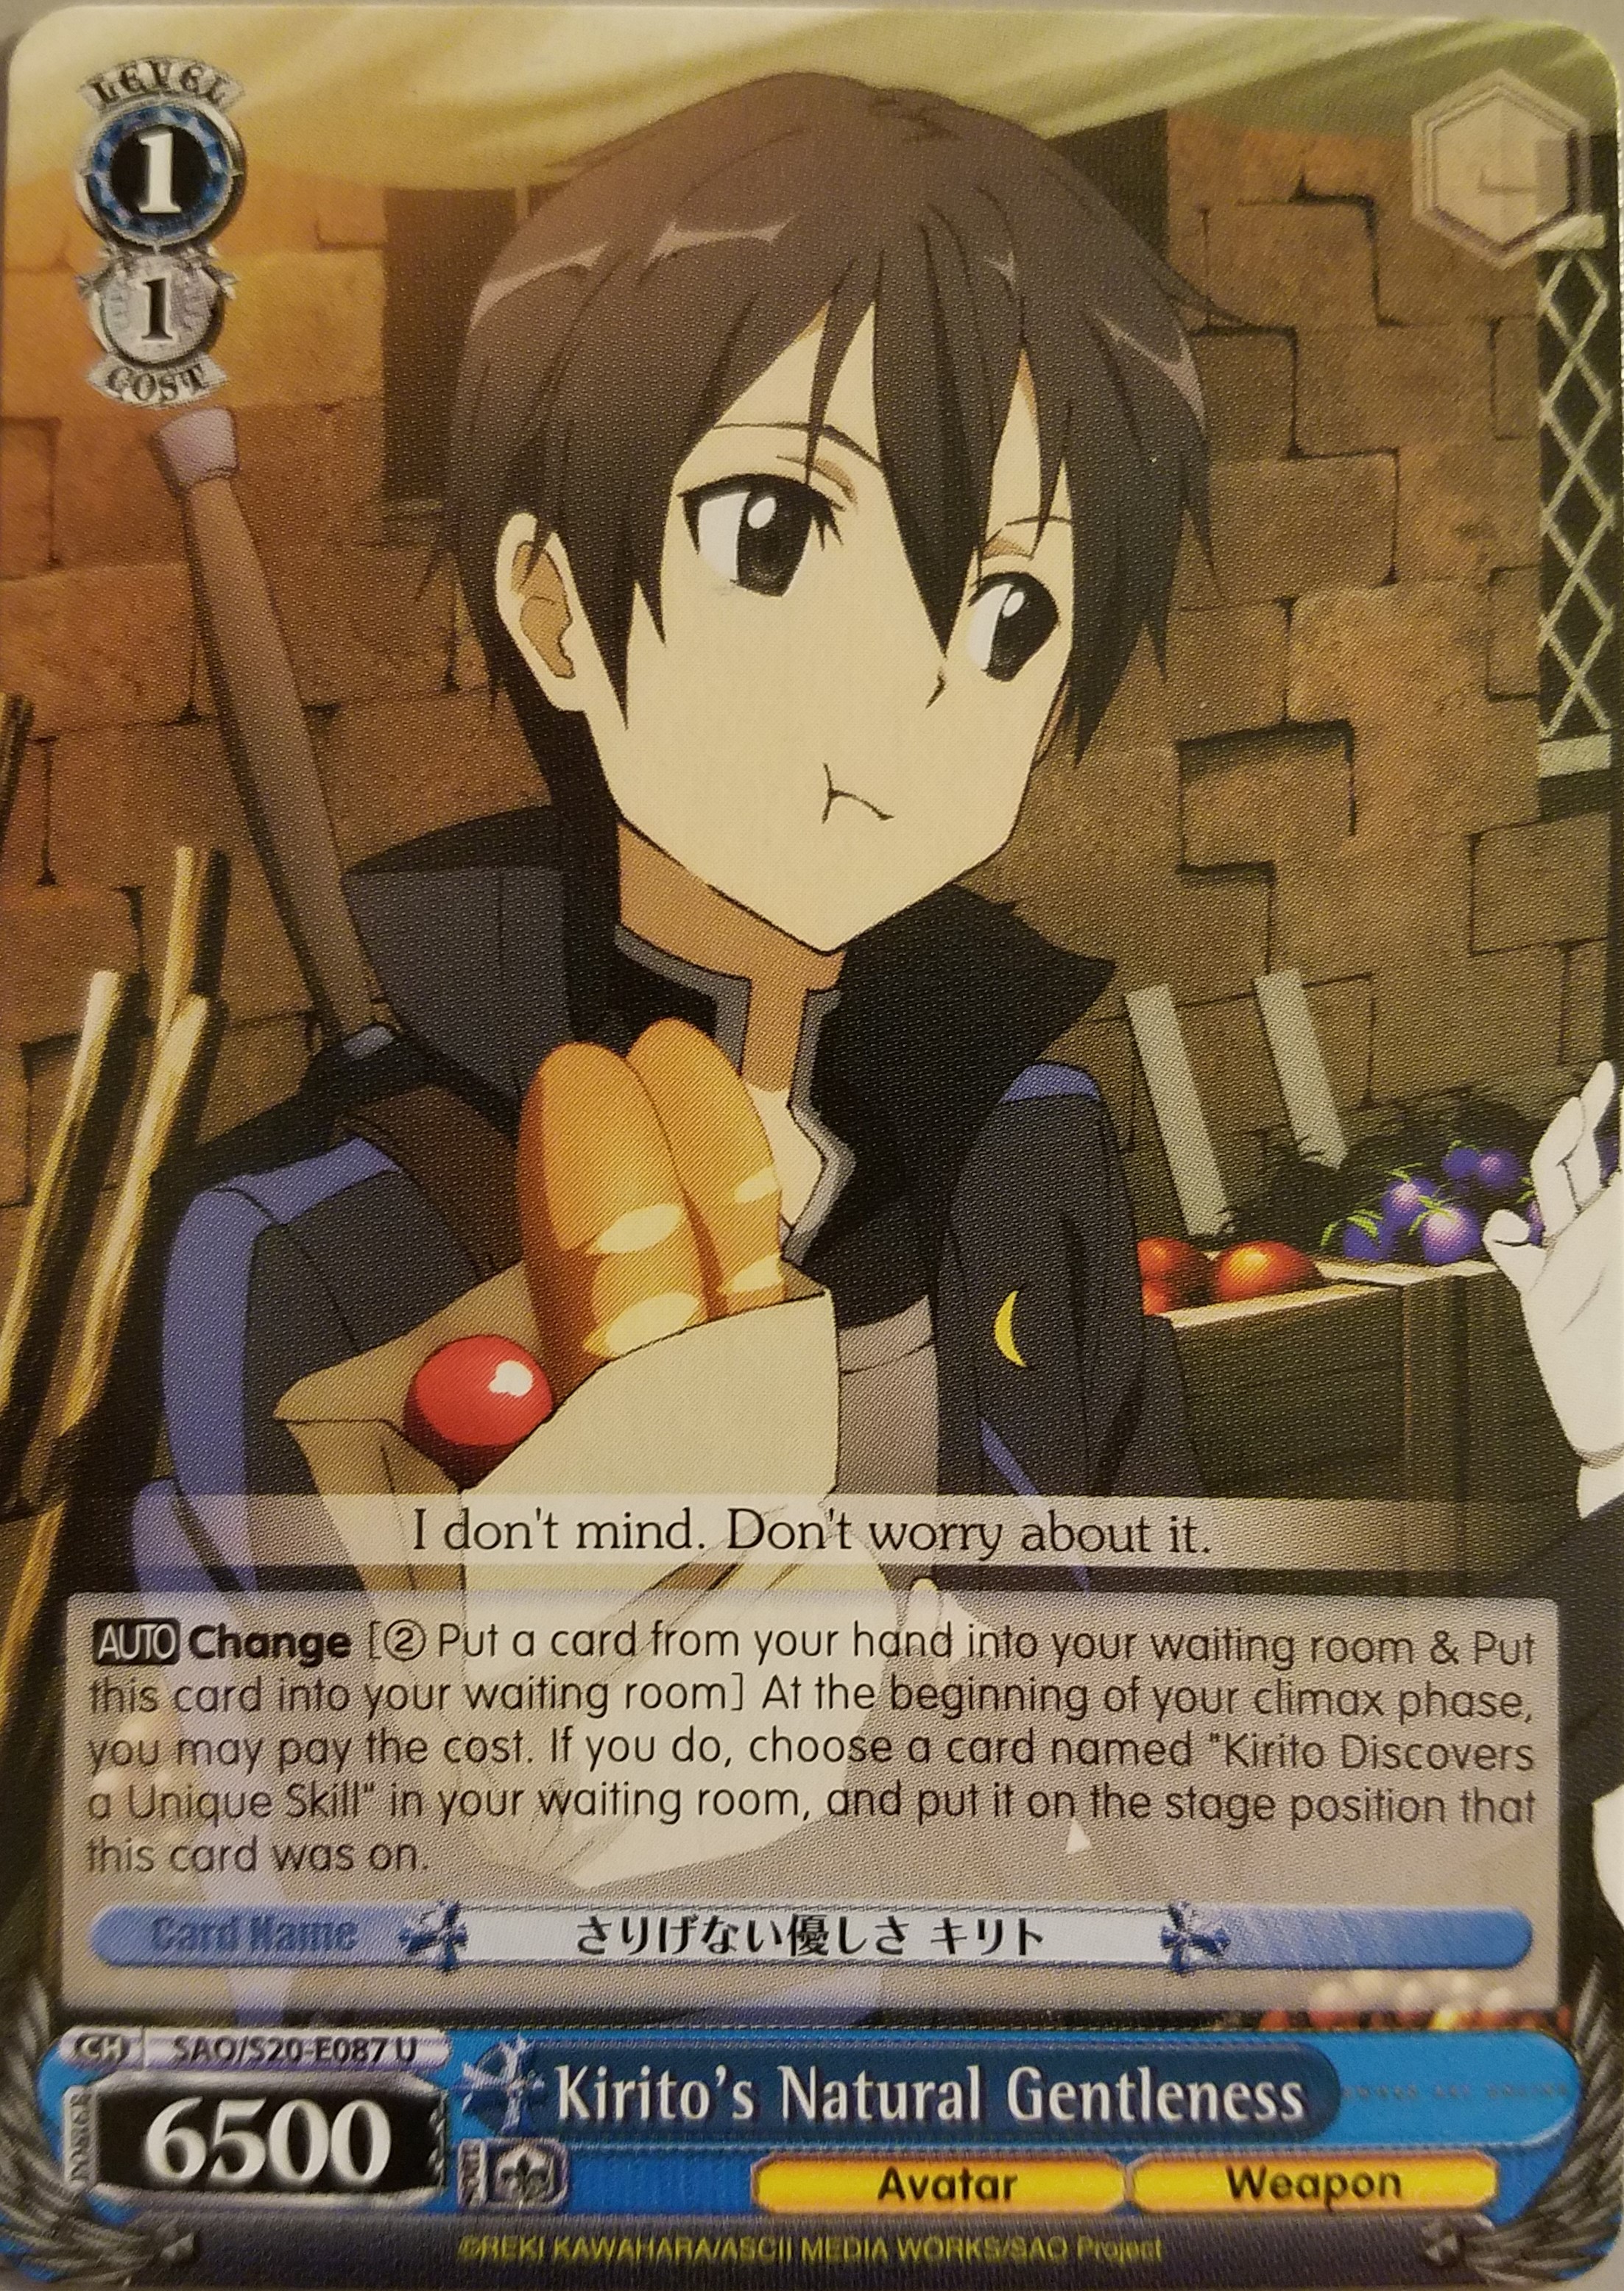 LEVEL
1
1
COST
I don't mind. Don't worry about it.
AUTO Change [② Put a card from your hand into your waiting room & Put
this card into your waiting room] At the beginning of your climax phase,
you may pay the cost. If you do, choose a card named "Kirito Discovers
a Unique Skill" in your waiting room, and put it on the stage position that
this card was on.
Card Name さりげない優しさ キリト
CH SAO/S20-E087 U
Kirito's Natural Gentleness
POWER 6500
SOUL
Avatar Weapon
©REKI KAWAHARA/ASCII MEDIA WORKS/SAO Project